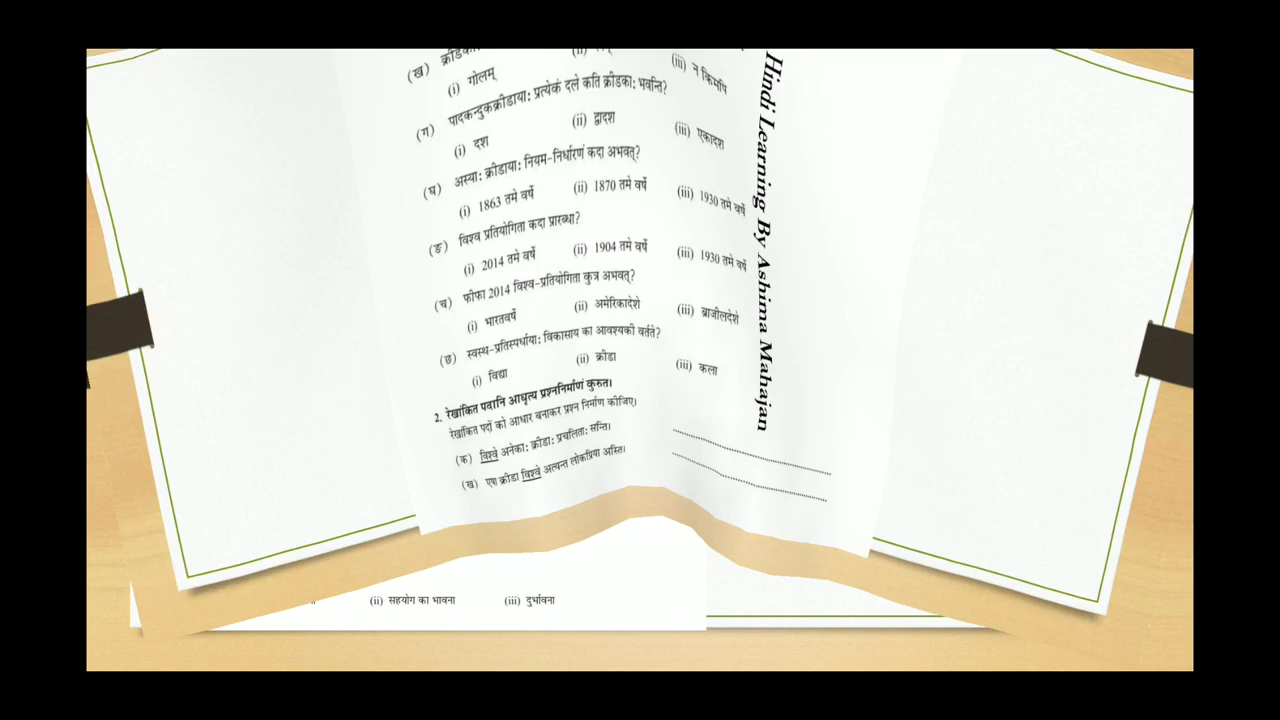 (ख) क्रीडका
(i) गोलम् (ii) (iii) न किमपि
(ग) पादकन्दुकक्रीडायाः प्रत्येकं दले कति क्रीडकाः भवन्ति?
(i) दश (ii) द्वादश (iii) एकादश
(घ) अस्याः क्रीडायाः नियम-निर्धारणं कदा अभवत्?
(i) 1863 तमे वर्षे (ii) 1870 तमे वर्षे (iii) 1930 तमे वर्षे
(ङ) विश्व प्रतियोगिता कदा प्रारब्धा?
(i) 2014 तमे वर्षे (ii) 1904 तमे वर्षे (iii) 1930 तमे वर्षे
(च) फीफा 2014 विश्व-प्रतियोगिता कुत्र अभवत्?
(i) भारतवर्षे (ii) अमेरिकादेशे (iii) ब्राजीलदेशे
(छ) स्वस्थ-प्रतिस्पर्धायाः विकासाय का आवश्यकी वर्तते?
(i) विद्या (ii) क्रीडा (iii) कला
2. रेखांकित पदानि आधृत्य प्रश्ननिर्माणं कुरुत।
रेखांकित पदों को आधार बनाकर प्रश्न निर्माण कीजिए।
(क) विश्वे अनेकाः क्रीडाः प्रचलिताः सन्ति।
(ख) एषा क्रीडा विश्वे अत्यन्त लोकप्रिया अस्ति।
Hindi Learning By Ashima Mahajan
(ii) सहयोग का भावना (iii) दुर्भावना